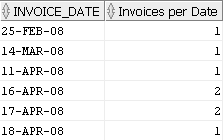 INVOICE_DATE Invoices per Date
25-FEB-08 1
14-MAR-08 1
11-APR-08 1
16-APR-08 2
17-APR-08 2
18-APR-08 1